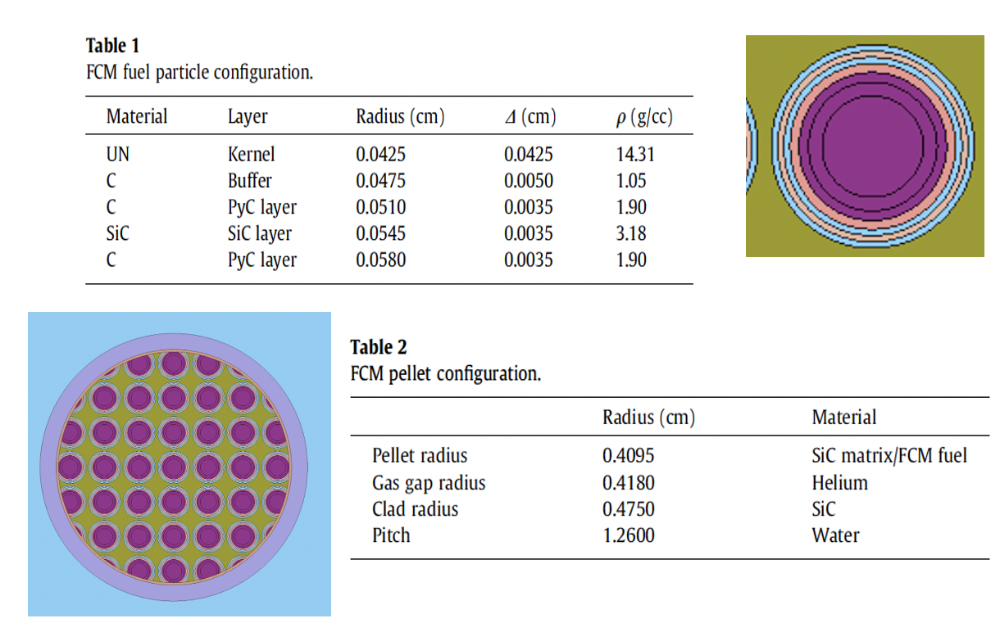 Table 1
FCM fuel particle configuration.
Material Layer Radius (cm) Δ (cm) ρ (g/cc)
UN Kernel 0.0425 0.0425 14.31
C Buffer 0.0475 0.0050 1.05
C PyC layer 0.0510 0.0035 1.90
SiC SiC layer 0.0545 0.0035 3.18
C PyC layer 0.0580 0.0035 1.90
Table 2
FCM pellet configuration.
Radius (cm) Material
Pellet radius 0.4095 SiC matrix/FCM fuel
Gas gap radius 0.4180 Helium
Clad radius 0.4750 SiC
Pitch 1.2600 Water